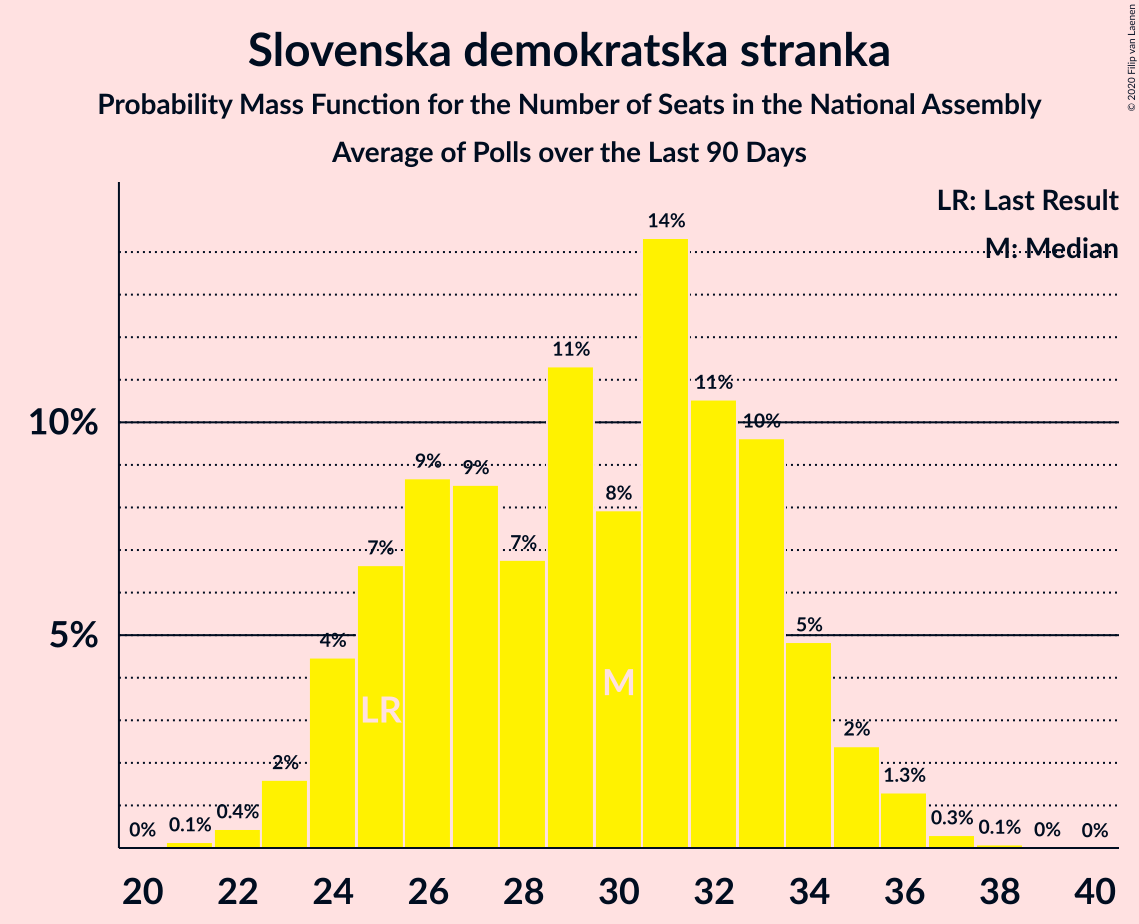 Slovenska demokratska stranka
Probability Mass Function for the Number of Seats in the National Assembly
Average of Polls over the Last 90 Days
© 2020 Filip van Laenen
LR: Last Result
M: Median
10%
5%
0%
0.1%
0.4%
2%
4%
7%
9%
9%
7%
11%
8%
14%
11%
10%
5%
2%
1.3%
0.3%
0.1%
0%
0%
LR
M
20 22 24 26 28 30 32 34 36 38 40